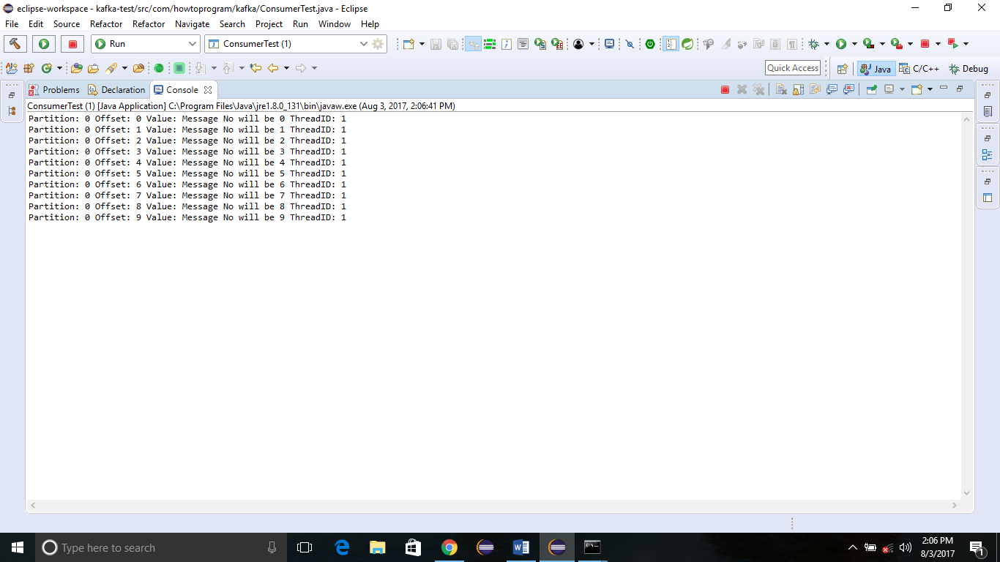 eclipse-workspace - kafka-test/src/com/howtoprogram/kafka/ConsumerTest.java - Eclipse
File Edit Source Refactor Refactor Navigate Search Project Run Window Help
Run ConsumerTest (1)
Quick Access Java C/C++ Debug
Problems Declaration Console
ConsumerTest (1) [Java Application] C:\Program Files\Java\jre1.8.0_131\bin\javaw.exe (Aug 3, 2017, 2:06:41 PM)
Partition: 0 Offset: 0 Value: Message No will be 0 ThreadID: 1
Partition: 0 Offset: 1 Value: Message No will be 1 ThreadID: 1
Partition: 0 Offset: 2 Value: Message No will be 2 ThreadID: 1
Partition: 0 Offset: 3 Value: Message No will be 3 ThreadID: 1
Partition: 0 Offset: 4 Value: Message No will be 4 ThreadID: 1
Partition: 0 Offset: 5 Value: Message No will be 5 ThreadID: 1
Partition: 0 Offset: 6 Value: Message No will be 6 ThreadID: 1
Partition: 0 Offset: 7 Value: Message No will be 7 ThreadID: 1
Partition: 0 Offset: 8 Value: Message No will be 8 ThreadID: 1
Partition: 0 Offset: 9 Value: Message No will be 9 ThreadID: 1
Type here to search
2:06 PM
8/3/2017
1